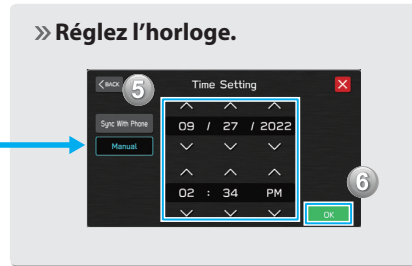 » Réglez l’horloge.
< BACK
5
Time Setting
X
Sync With Phone
Manual
09 / 27 / 2022
02 : 34 PM
6
OK